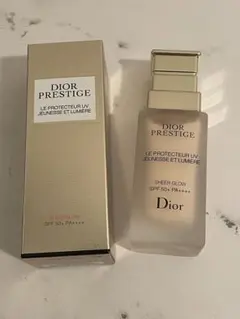 DIOR
PRESTIGE
LE PROTECTEUR UV
JEUNESSE ET LUMIÈRE
SPF 50+ PA++++
DIOR
PRESTIGE
LE PROTECTEUR UV
JEUNESSE ET LUMIÈRE
SHEER GLOW
SPF 50+ PA++++
Dior